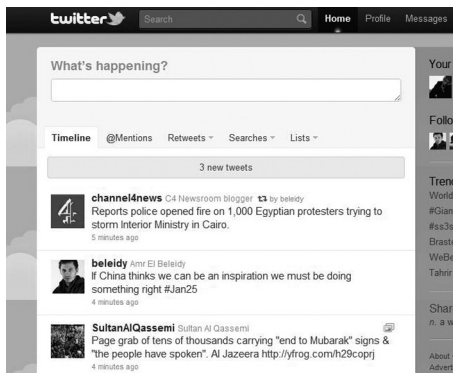 twitter Search Home Profile Messages
What's happening?
Timeline @Mentions Retweets Searches Lists
3 new tweets
channel4news C4 Newsroom blogger by beleidy
Reports police opened fire on 1,000 Egyptian protesters trying to
storm Interior Ministry in Cairo.
5 minutes ago
beleidy Amr El Beleidy
If China thinks we can be an inspiration we must be doing
something right #Jan25
4 minutes ago
SultanAlQassemi Sultan Al Qassemi
Page grab of tens of thousands carrying "end to Mubarak" signs &
"the people have spoken". Al Jazeera http://yfrog.com/h29coprj
4 minutes ago
Your
Follo
Tren
World
#Gian
#ss3s
Braste
WeBe
Tahrir
Shar
n. a w
About
Advert